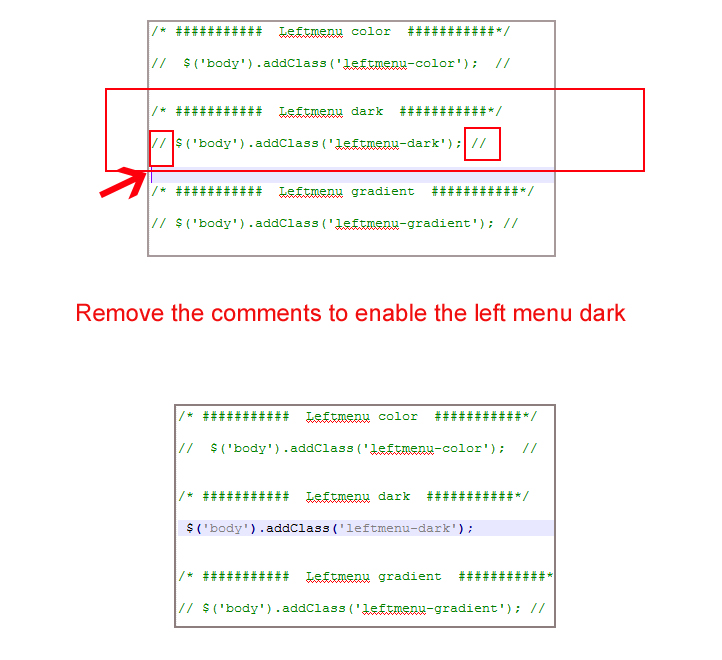 /* ###########  Leftmenu color  ###########*/
//  $('body').addClass('leftmenu-color');  //
/* ###########  Leftmenu dark  ###########*/
// $('body').addClass('leftmenu-dark'); //
/* ###########  Leftmenu gradient  ###########*/
// $('body').addClass('leftmenu-gradient'); //
Remove the comments to enable the left menu dark
/* ###########  Leftmenu color  ###########*/
//  $('body').addClass('leftmenu-color');  //
/* ###########  Leftmenu dark  ###########*/
$('body').addClass('leftmenu-dark');
/* ###########  Leftmenu gradient  ###########*
// $('body').addClass('leftmenu-gradient'); //